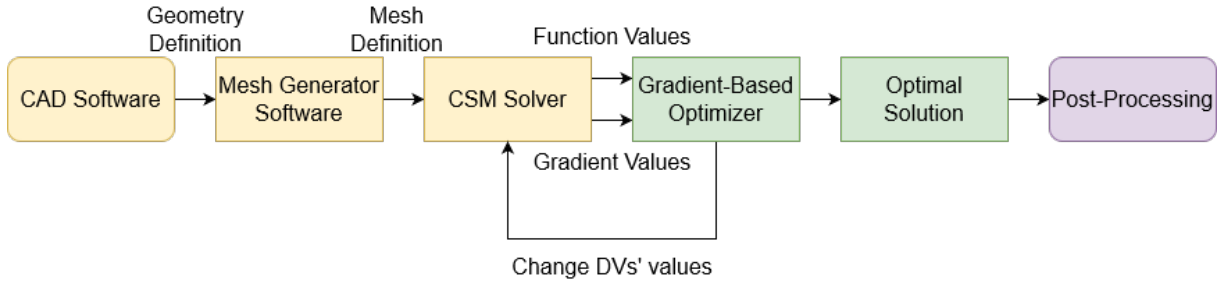 Geometry
Definition
Mesh
Definition
Function Values
CAD Software
Mesh Generator
Software
CSM Solver
Gradient-Based
Optimizer
Optimal
Solution
Post-Processing
Gradient Values
Change DVs' values